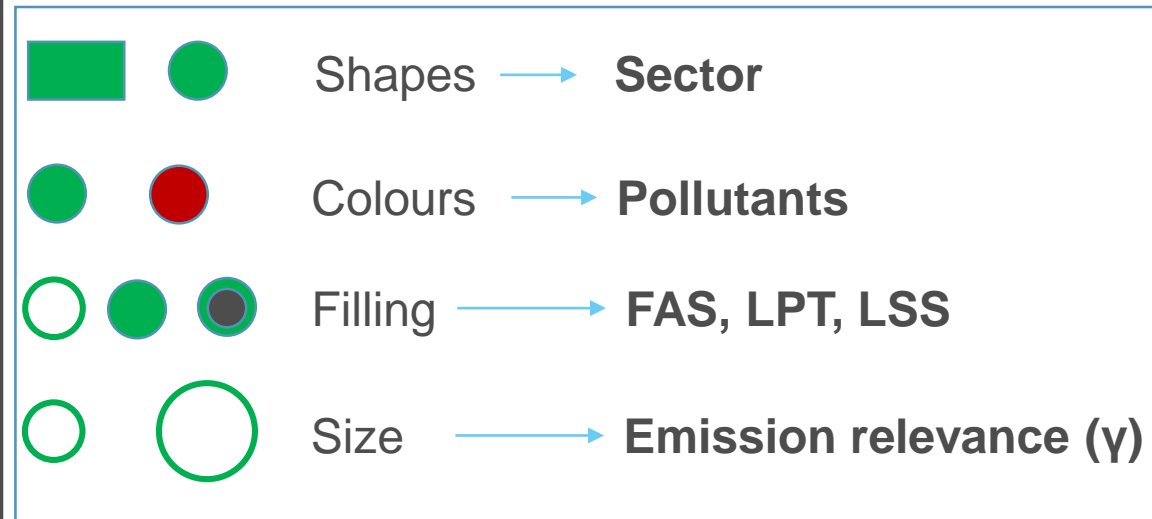 Shapes Sector
Colours Pollutants
Filling FAS, LPT, LSS
Size Emission relevance (γ)